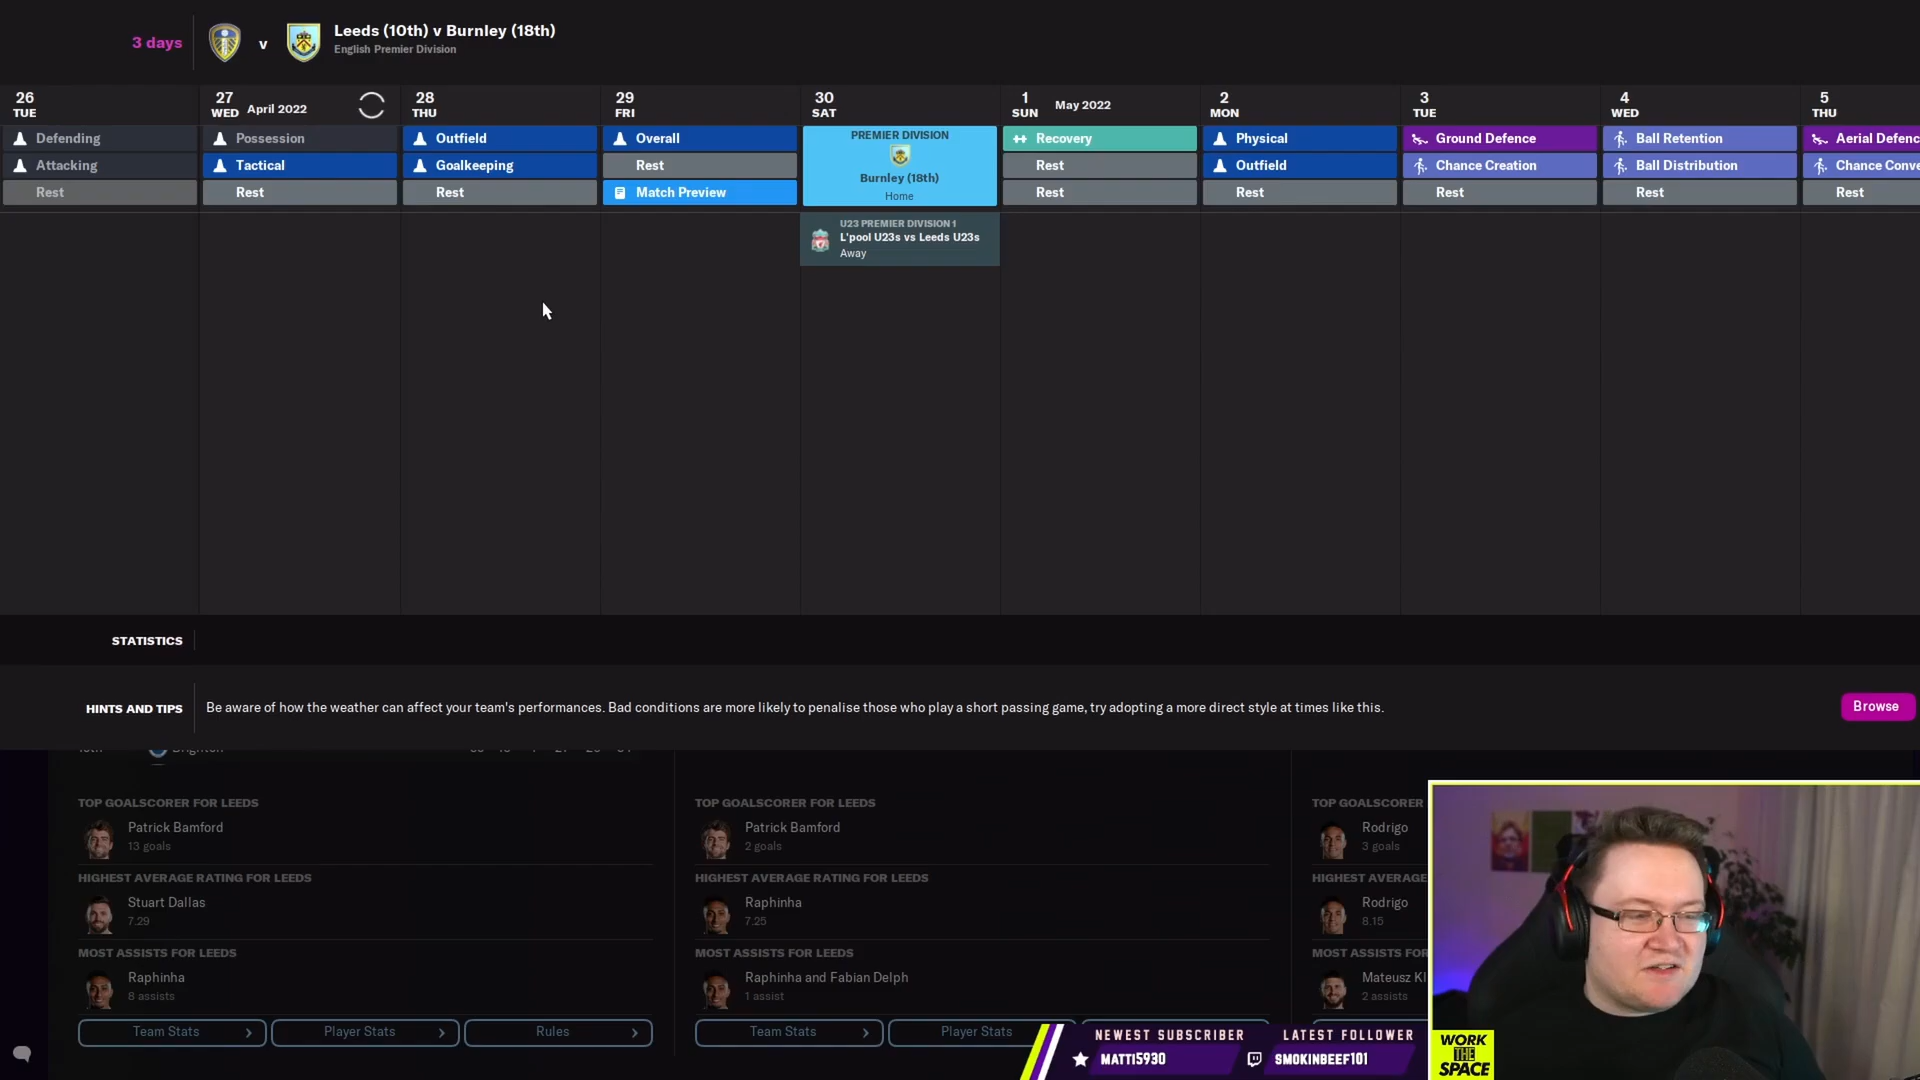 3 days
v
Leeds (10th) v Burnley (18th)
English Premier Division
26
TUE
27
WED April 2022
28
THU
29
FRI
30
SAT
1
SUN May 2022
2
MON
3
TUE
4
WED
5
THU
Defending
Attacking
Rest
Possession
Tactical
Rest
Outfield
Goalkeeping
Rest
Overall
Rest
Match Preview
PREMIER DIVISION
Burnley (18th)
Home
U23 PREMIER DIVISION 1
L'pool U23s vs Leeds U23s
Away
Recovery
Rest
Rest
Physical
Outfield
Rest
Ground Defence
Chance Creation
Rest
Ball Retention
Ball Distribution
Rest
Aerial Defenc
Chance Conve
Rest
STATISTICS
HINTS AND TIPS
Be aware of how the weather can affect your team's performances. Bad conditions are more likely to penalise those who play a short passing game, try adopting a more direct style at times like this.
Browse
Brighton
TOP GOALSCORER FOR LEEDS
Patrick Bamford
13 goals
HIGHEST AVERAGE RATING FOR LEEDS
Stuart Dallas
7.29
MOST ASSISTS FOR LEEDS
Raphinha
8 assists
Team Stats
Player Stats
Rules
TOP GOALSCORER FOR LEEDS
Patrick Bamford
2 goals
HIGHEST AVERAGE RATING FOR LEEDS
Raphinha
7.25
MOST ASSISTS FOR LEEDS
Raphinha and Fabian Delph
1 assist
Team Stats
Player Stats
TOP GOALSCORER
Rodrigo
3 goals
HIGHEST AVERAGE
Rodrigo
8.15
MOST ASSISTS FOR
Mateusz Kl
2 assists
NEWEST SUBSCRIBER
MATTI5930
LATEST FOLLOWER
SMOKINBEEF101
WORK
THE
SPACE